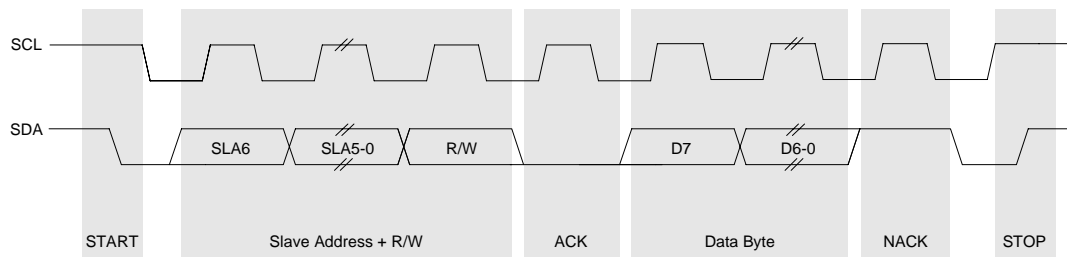 SCL
SDA
SLA6 SLA5-0 R/W D7 D6-0
START Slave Address + R/W ACK Data Byte NACK STOP